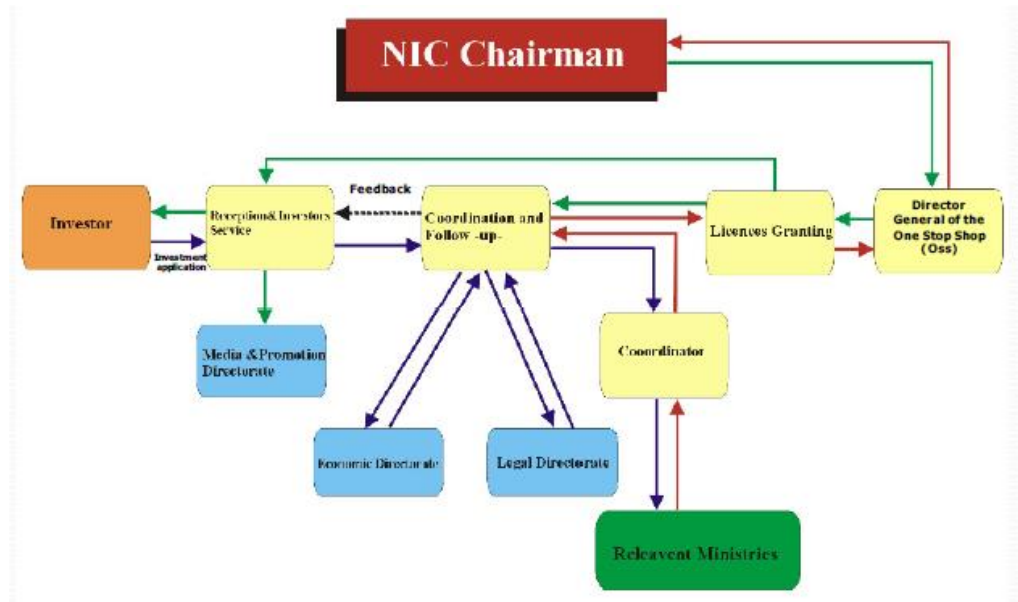 NIC Chairman
Feedback
Investor
Reception&Investors
Service
Coordination and
Follow -up-
Licences Granting
Director
General of the
One Stop Shop
(Oss)
Investment
application
Media &Promotion
Directorate
Cooordinator
Economic Directorate
Legal Directorate
Releavent Ministries